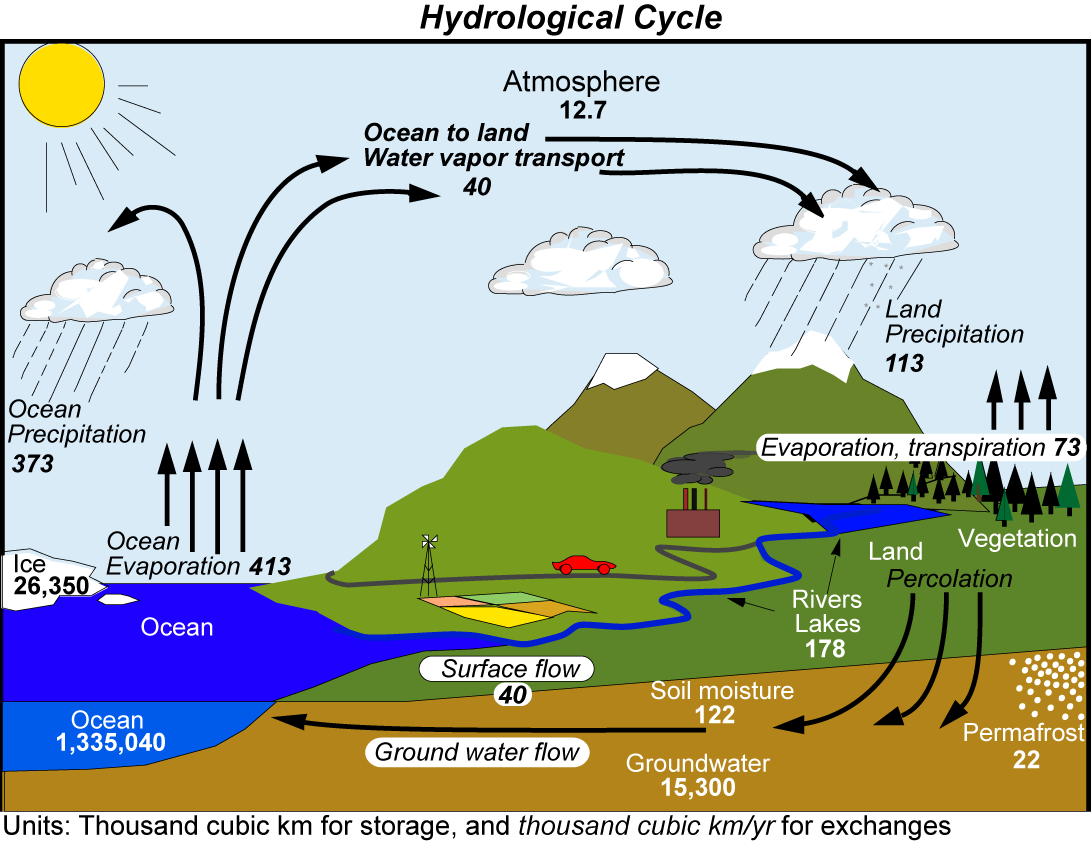 Hydrological Cycle
Atmosphere
12.7
Ocean to land
Water vapor transport
40
Land
Precipitation
113
Ocean
Precipitation
373
Evaporation, transpiration 73
Ocean
Evaporation 413
Ice
26,350
Vegetation
Land
Percolation
Ocean
Rivers
Lakes
178
Surface flow
40
Soil moisture
122
Ocean
1,335,040
Ground water flow
Permafrost
22
Groundwater
15,300
Units: Thousand cubic km for storage, and thousand cubic km/yr for exchanges